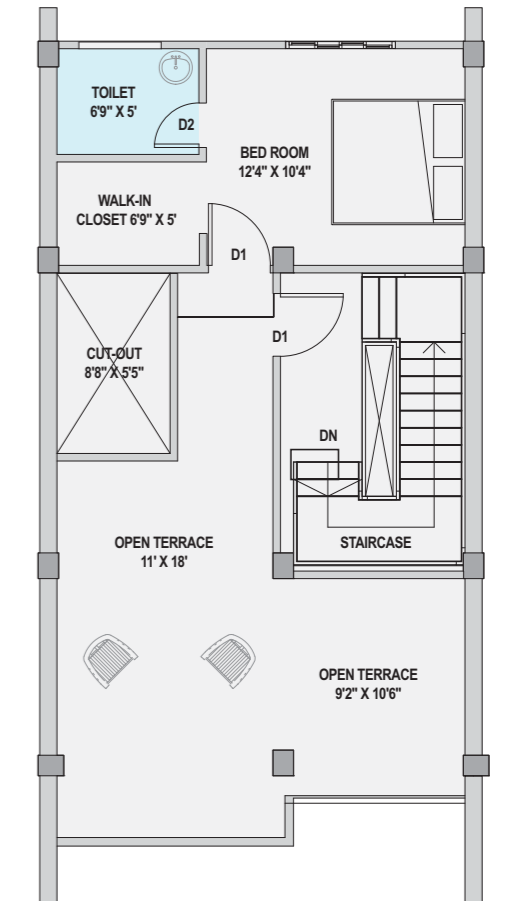 TOILET
6'9" X 5'
D2
BED ROOM
12'4" X 10'4"
WALK-IN
CLOSET 6'9" X 5'
D1
D1
CUT-OUT
8'8" X 5'5"
DN
OPEN TERRACE
11' X 18'
STAIRCASE
OPEN TERRACE
9'2" X 10'6"